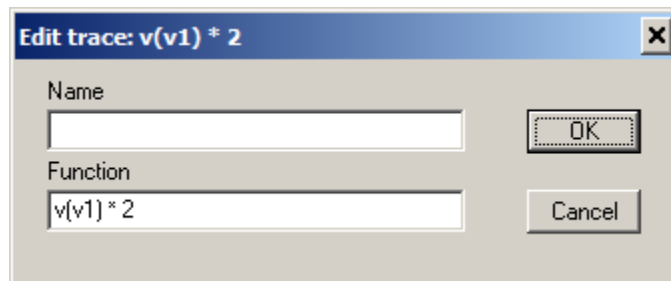 Edit trace: v(v1) * 2
Name
OK
Function
v(v1) * 2
Cancel